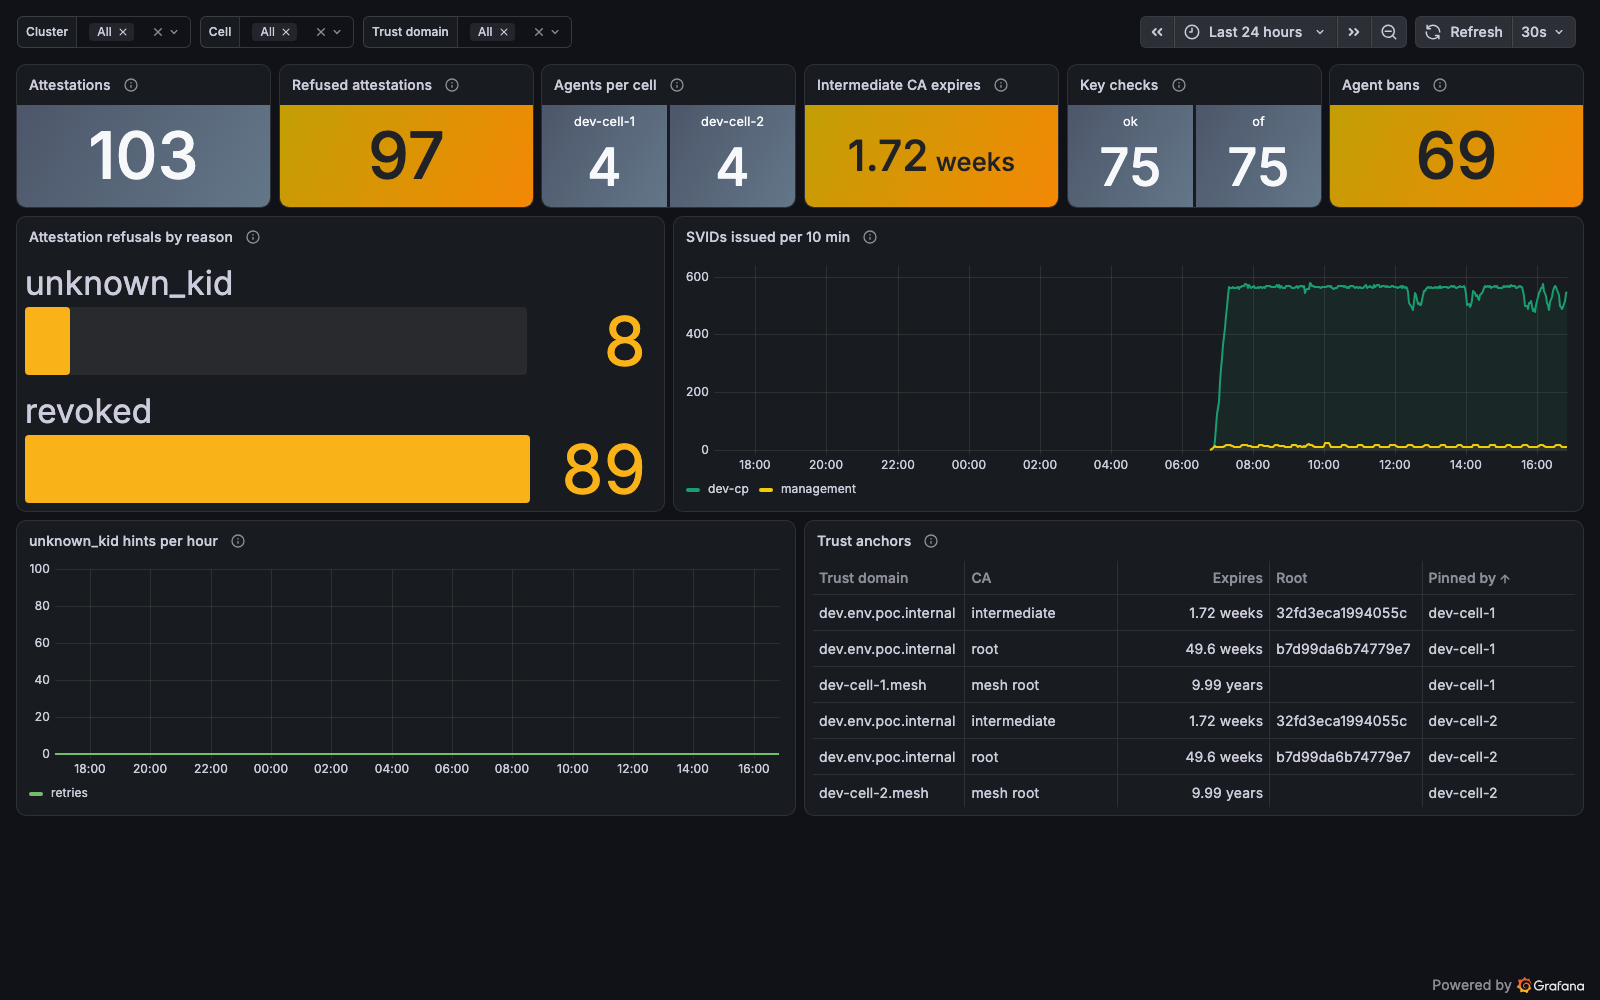 Cluster All Cell All Trust domain All Last 24 hours Refresh 30s
Attestations
103
Refused attestations
97
Agents per cell
dev-cell-1 dev-cell-2
4 4
Intermediate CA expires
1.72 weeks
Key checks
ok of
75 75
Agent bans
69
Attestation refusals by reason
unknown_kid
8
revoked
89
SVIDs issued per 10 min
600
400
200
0
18:00 20:00 22:00 00:00 02:00 04:00 06:00 08:00 10:00 12:00 14:00 16:00
dev-cp management
unknown_kid hints per hour
100
80
60
40
20
0
18:00 20:00 22:00 00:00 02:00 04:00 06:00 08:00 10:00 12:00 14:00 16:00
retries
Trust anchors
Trust domain CA Expires Root Pinned by
dev.env.poc.internal intermediate 1.72 weeks 32fd3eca1994055c dev-cell-1
dev.env.poc.internal root 49.6 weeks b7d99da6b74779e7 dev-cell-1
dev-cell-1.mesh mesh root 9.99 years dev-cell-1
dev.env.poc.internal intermediate 1.72 weeks 32fd3eca1994055c dev-cell-2
dev.env.poc.internal root 49.6 weeks b7d99da6b74779e7 dev-cell-2
dev-cell-2.mesh mesh root 9.99 years dev-cell-2
Powered by Grafana